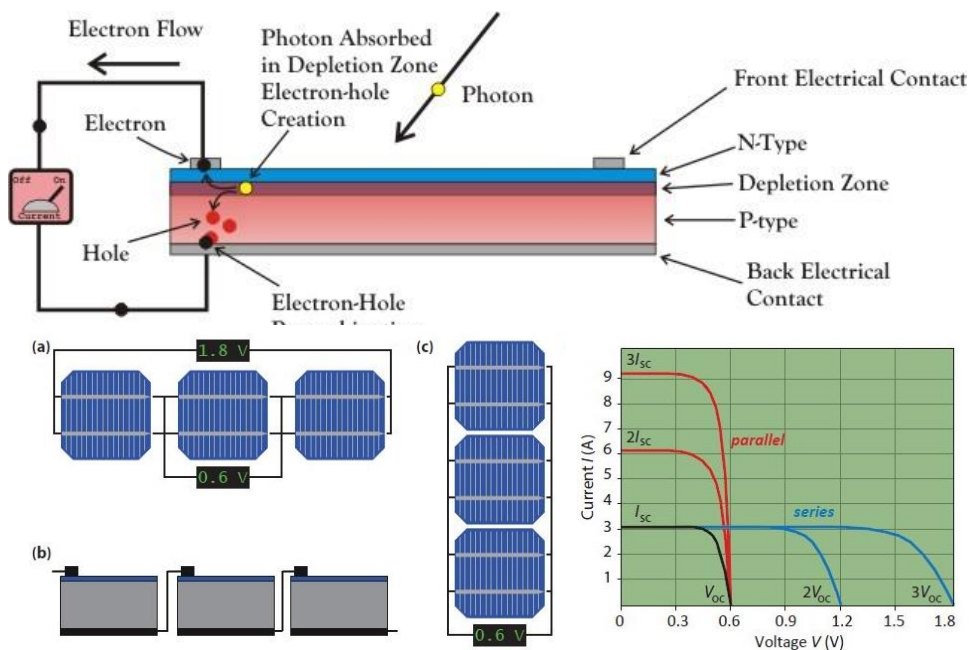 Electron Flow
Photon Absorbed
in Depletion Zone
Electron-hole
Creation
Photon
Front Electrical Contact
Electron
N-Type
Depletion Zone
P-type
Off On
Current
Hole
Back Electrical
Contact
Electron-Hole
(a)
1.8 V
0.6 V
(b)
(c)
0.6 V
3I_SC
9
8
7
2I_SC
6
5
4
I_SC
3
2
1
parallel
series
V_OC
2V_OC
3V_OC
Current I (A)
0 0.3 0.6 0.9 1.2 1.5 1.8
Voltage V (V)